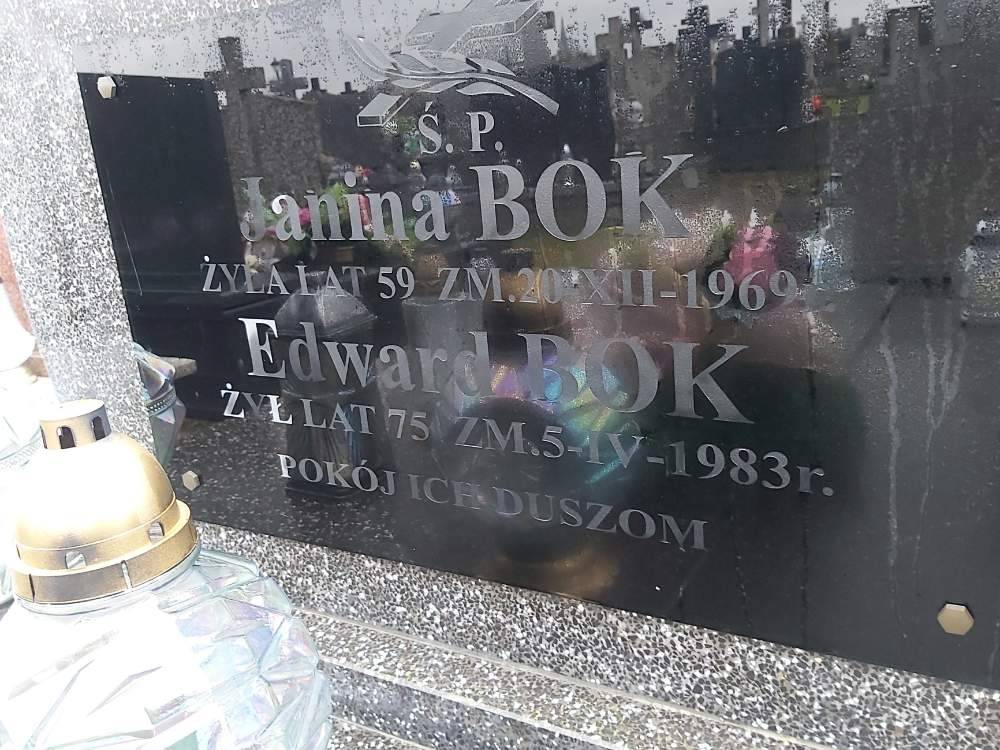 Ś. P.
Janina BOK
ŻYŁA LAT 59 ZM.20-XII-1969
Edward BOK
ŻYŁ LAT 75 ZM.5-IV-1983r.
POKÓJ ICH DUSZOM